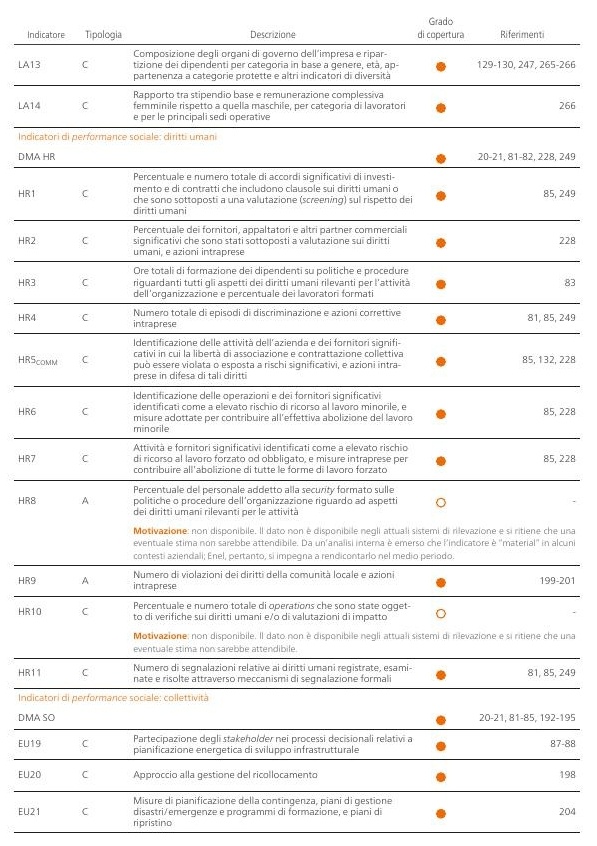 Indicatore Tipologia Descrizione Grado di copertura Riferimenti
LA13 C Composizione degli organi di governo dell'impresa e ripar-
tizione dei dipendenti per categoria in base a genere, età, ap-
partenenza a categorie protette e altri indicatori di diversità 129-130, 247, 265-266
LA14 C Rapporto tra stipendio base e remunerazione complessiva
femminile rispetto a quella maschile, per categoria di lavoratori
e per le principali sedi operative 266
Indicatori di performance sociale: diritti umani
DMA HR 20-21, 81-82, 228, 249
HR1 C Percentuale e numero totale di accordi significativi di investi-
mento e di contratti che includono clausole sui diritti umani o
che sono sottoposti a una valutazione (screening) sul rispetto dei
diritti umani 85, 249
HR2 C Percentuale dei fornitori, appaltatori e altri partner commerciali
significativi che sono stati sottoposti a valutazione sui diritti
umani, e azioni intraprese 228
HR3 C Ore totali di formazione dei dipendenti su politiche e procedure
riguardanti tutti gli aspetti dei diritti umani rilevanti per l'attività
dell'organizzazione e percentuale dei lavoratori formati 83
HR4 C Numero totale di episodi di discriminazione e azioni correttive
intraprese 81, 85, 249
HR5COMM C Identificazione delle attività dell'azienda e dei fornitori signifi-
cativi in cui la libertà di associazione e contrattazione collettiva
può essere violata o esposta a rischi significativi, e azioni intra-
prese in difesa di tali diritti 85, 132, 228
HR6 C Identificazione delle operazioni e dei fornitori significativi
identificati come a elevato rischio di ricorso al lavoro minorile, e
misure adottate per contribuire all'effettiva abolizione del lavoro
minorile 85, 228
HR7 C Attività e fornitori significativi identificati come a elevato rischio
di ricorso al lavoro forzato od obbligato, e misure intraprese per
contribuire all'abolizione di tutte le forme di lavoro forzato 85, 228
HR8 A Percentuale del personale addetto alla security formato sulle
politiche o procedure dell'organizzazione riguardo ad aspetti
dei diritti umani rilevanti per le attività -
Motivazione: non disponibile. Il dato non è disponibile negli attuali sistemi di rilevazione e si ritiene che una
eventuale stima non sarebbe attendibile. Da un'analisi interna è emerso che l'indicatore è "material" in alcuni
contesti aziendali; Enel, pertanto, si impegna a rendicontarlo nel medio periodo.
HR9 A Numero di violazioni dei diritti della comunità locale e azioni
intraprese 199-201
HR10 C Percentuale e numero totale di operations che sono state ogget-
to di verifiche sui diritti umani e/o di valutazioni di impatto -
Motivazione: non disponibile. Il dato non è disponibile negli attuali sistemi di rilevazione e si ritiene che una
eventuale stima non sarebbe attendibile.
HR11 C Numero di segnalazioni relative ai diritti umani registrate, esami-
nate e risolte attraverso meccanismi di segnalazione formali 81, 85, 249
Indicatori di performance sociale: collettività
DMA SO 20-21, 81-85, 192-195
EU19 C Partecipazione degli stakeholder nei processi decisionali relativi a
pianificazione energetica di sviluppo infrastrutturale 87-88
EU20 C Approccio alla gestione del ricollocamento 198
EU21 C Misure di pianificazione della contingenza, piani di gestione
disastri/emergenze e programmi di formazione, e piani di
ripristino 204